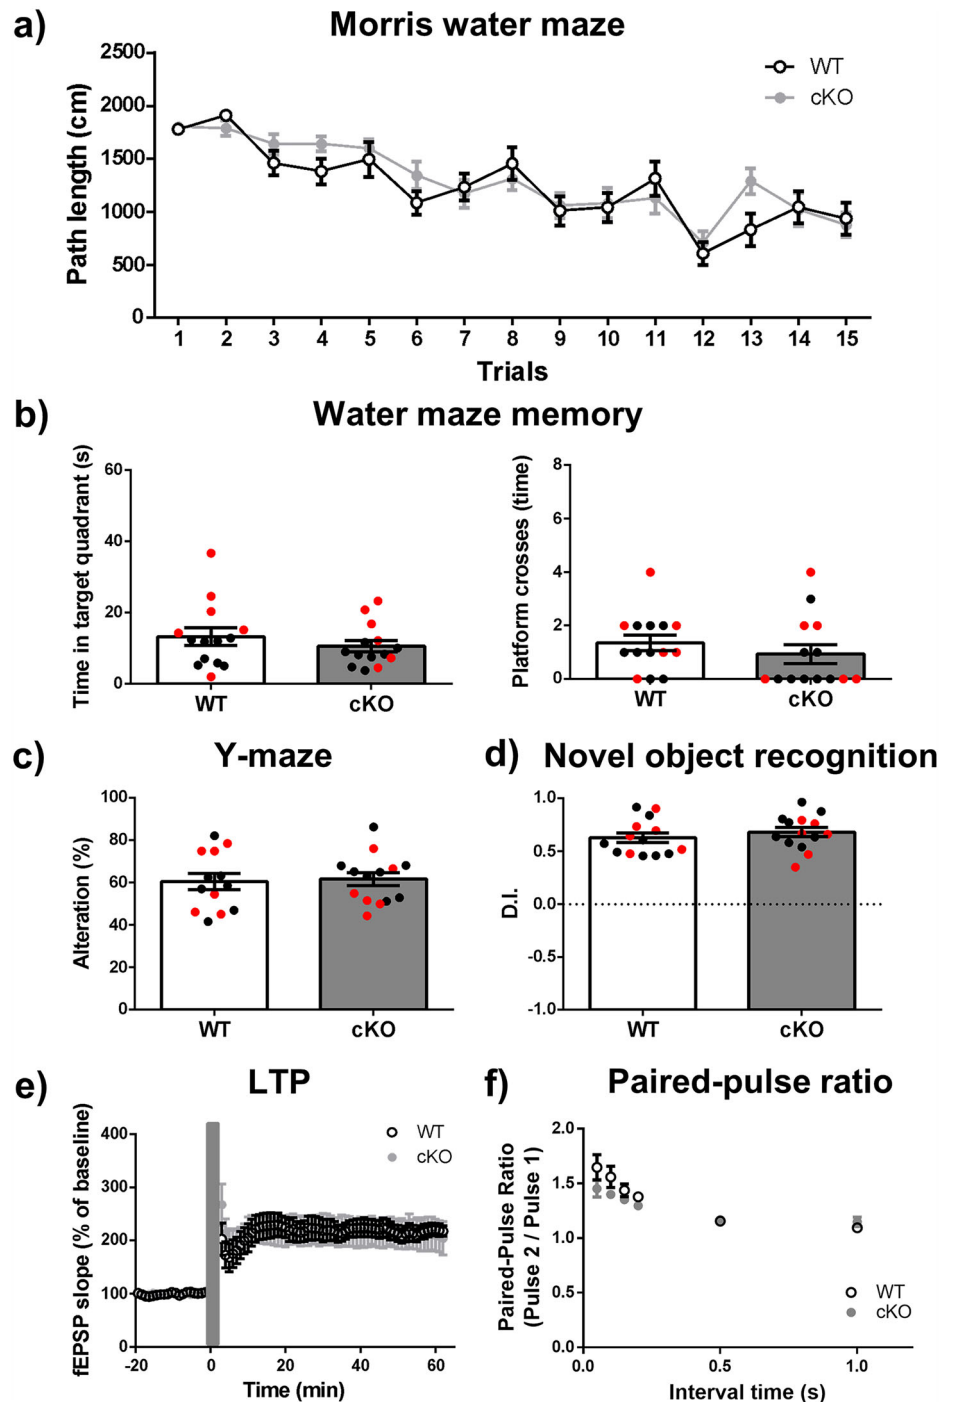 a)
Morris water maze
2500
2000
1500
1000
500
0
Path length (cm)
WT
cKO
1 2 3 4 5 6 7 8 9 10 11 12 13 14 15
Trials
b)
Water maze memory
Time in target quadrant (s)
60
40
20
0
WT cKO
Platform crosses (time)
8
6
4
2
0
WT cKO
c)
Y-maze
Alteration (%)
100
80
60
40
20
0
WT cKO
d)
Novel object recognition
D.I.
1.0
0.5
0.0
-0.5
-1.0
WT cKO
e)
LTP
fEPSP slope (% of baseline)
400
300
200
100
0
WT
cKO
-20 0 20 40 60
Time (min)
f)
Paired-pulse ratio
Paired-Pulse Ratio
(Pulse 2 / Pulse 1)
2.0
1.5
1.0
0.5
0.0
WT
cKO
0.0 0.5 1.0
Interval time (s)